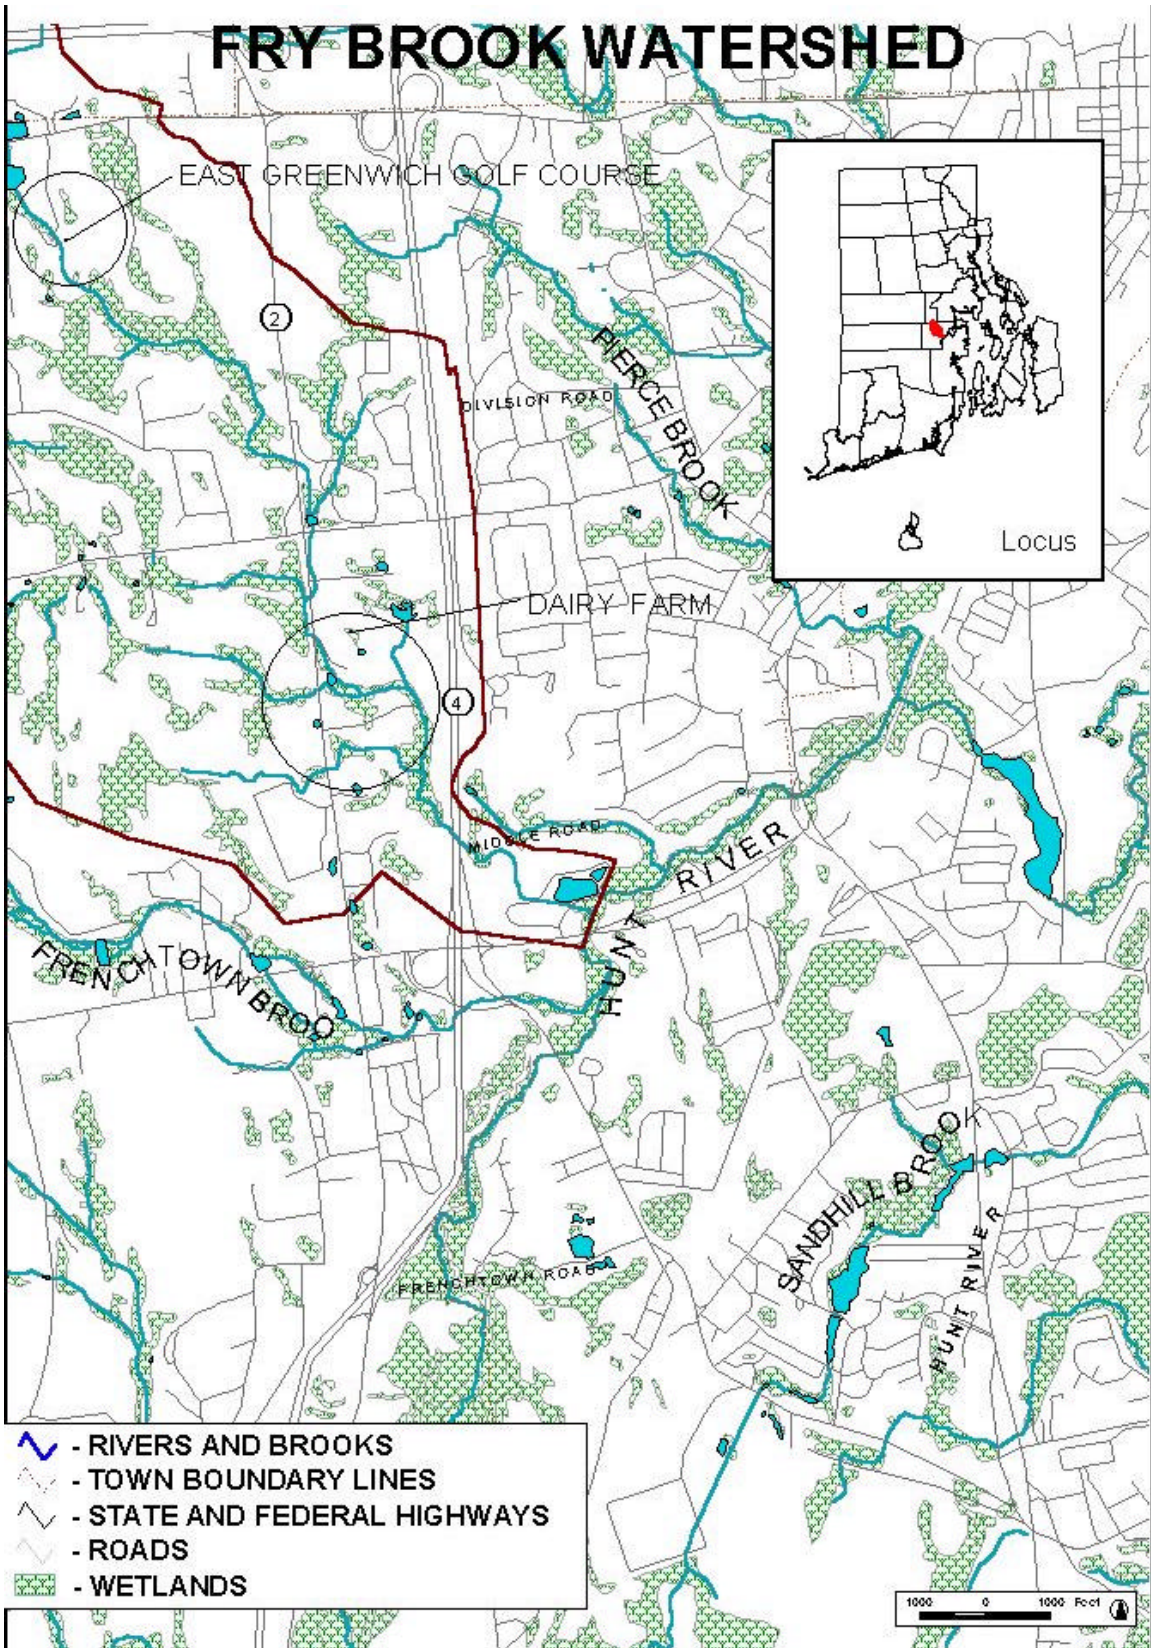 FRY BROOK WATERSHED
EAST GREENWICH GOLF COURSE
2
PIERCE BROOK
DIVISION ROAD
Locus
DAIRY FARM
4
MIDDLE ROAD
HUNT RIVER
FRENCHTOWN BROO
SANDHILL BROOK
HUNT RIVER
FRENCHTOWN ROAD
- RIVERS AND BROOKS
- TOWN BOUNDARY LINES
- STATE AND FEDERAL HIGHWAYS
- ROADS
- WETLANDS
1000 0 1000 Feet